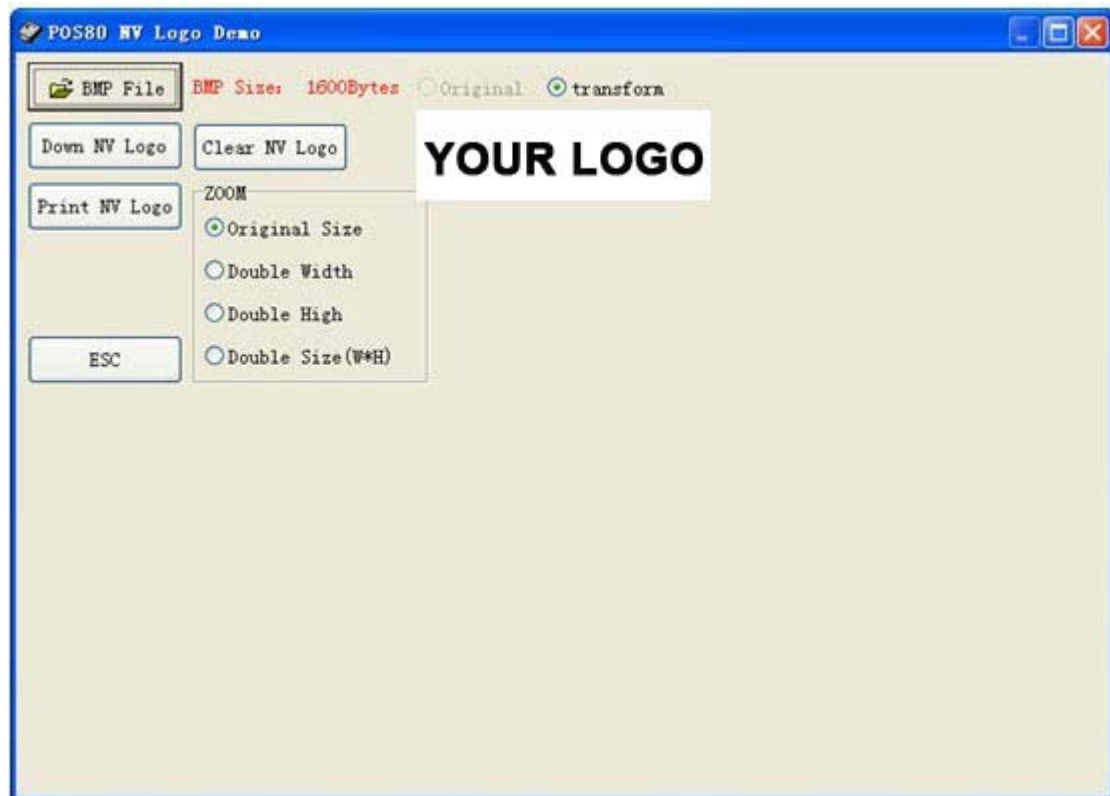 POS80 NV Logo Demo
BMP File BMP Size: 1600Bytes Original transform
Down NV Logo Clear NV Logo
YOUR LOGO
Print NV Logo
ZOOM
Original Size
Double Width
Double High
ESC
Double Size(W*H)